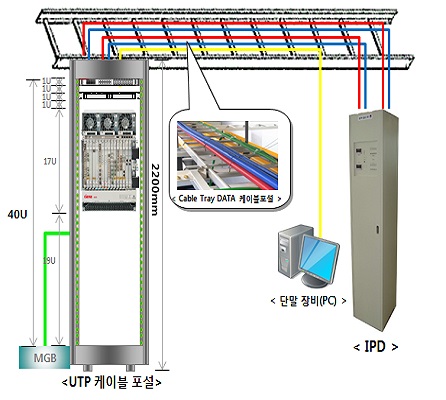 1U
1U
1U
1U
17U
40U
2200mm
19U
MGB
< Cable Tray DATA 케이블포설 >
< 단말 장비(PC) >
< IPD >
<UTP 케이블 포설>